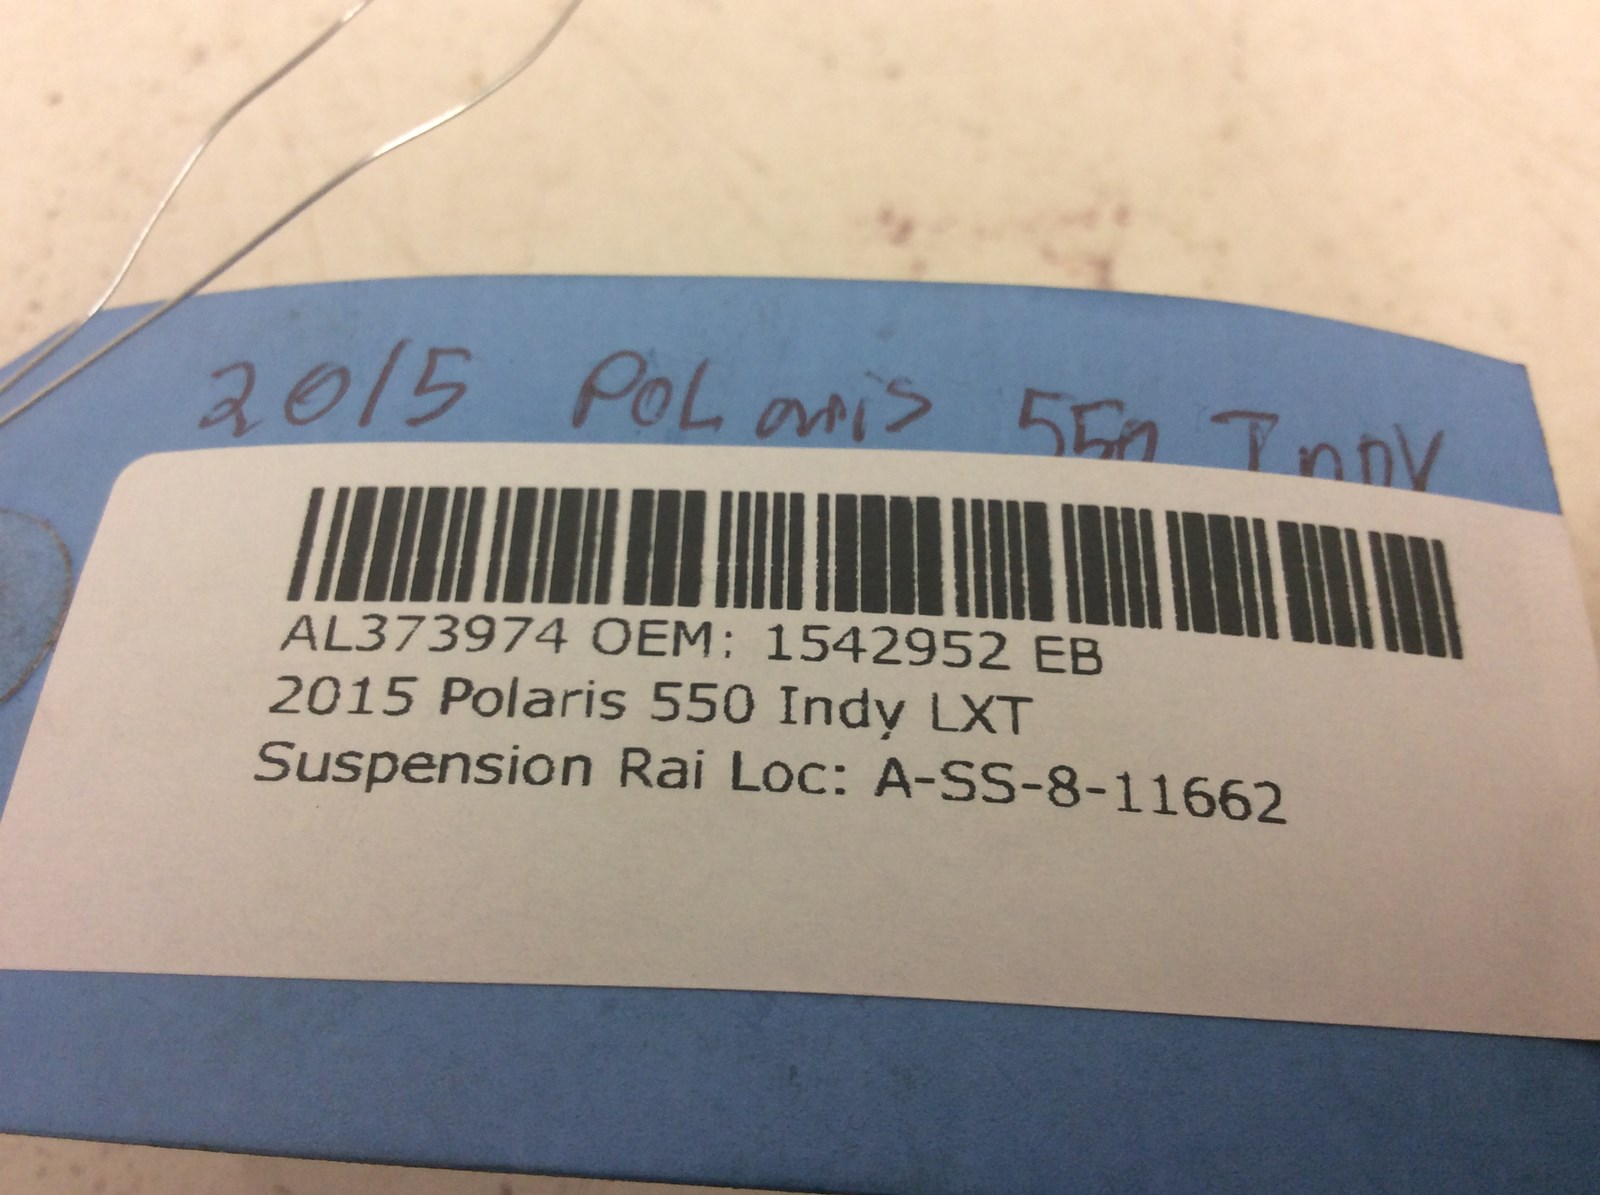 2015 PoLaris 550 Indy
AL373974 OEM: 1542952 EB
2015 Polaris 550 Indy LXT
Suspension Rai Loc: A-SS-8-11662